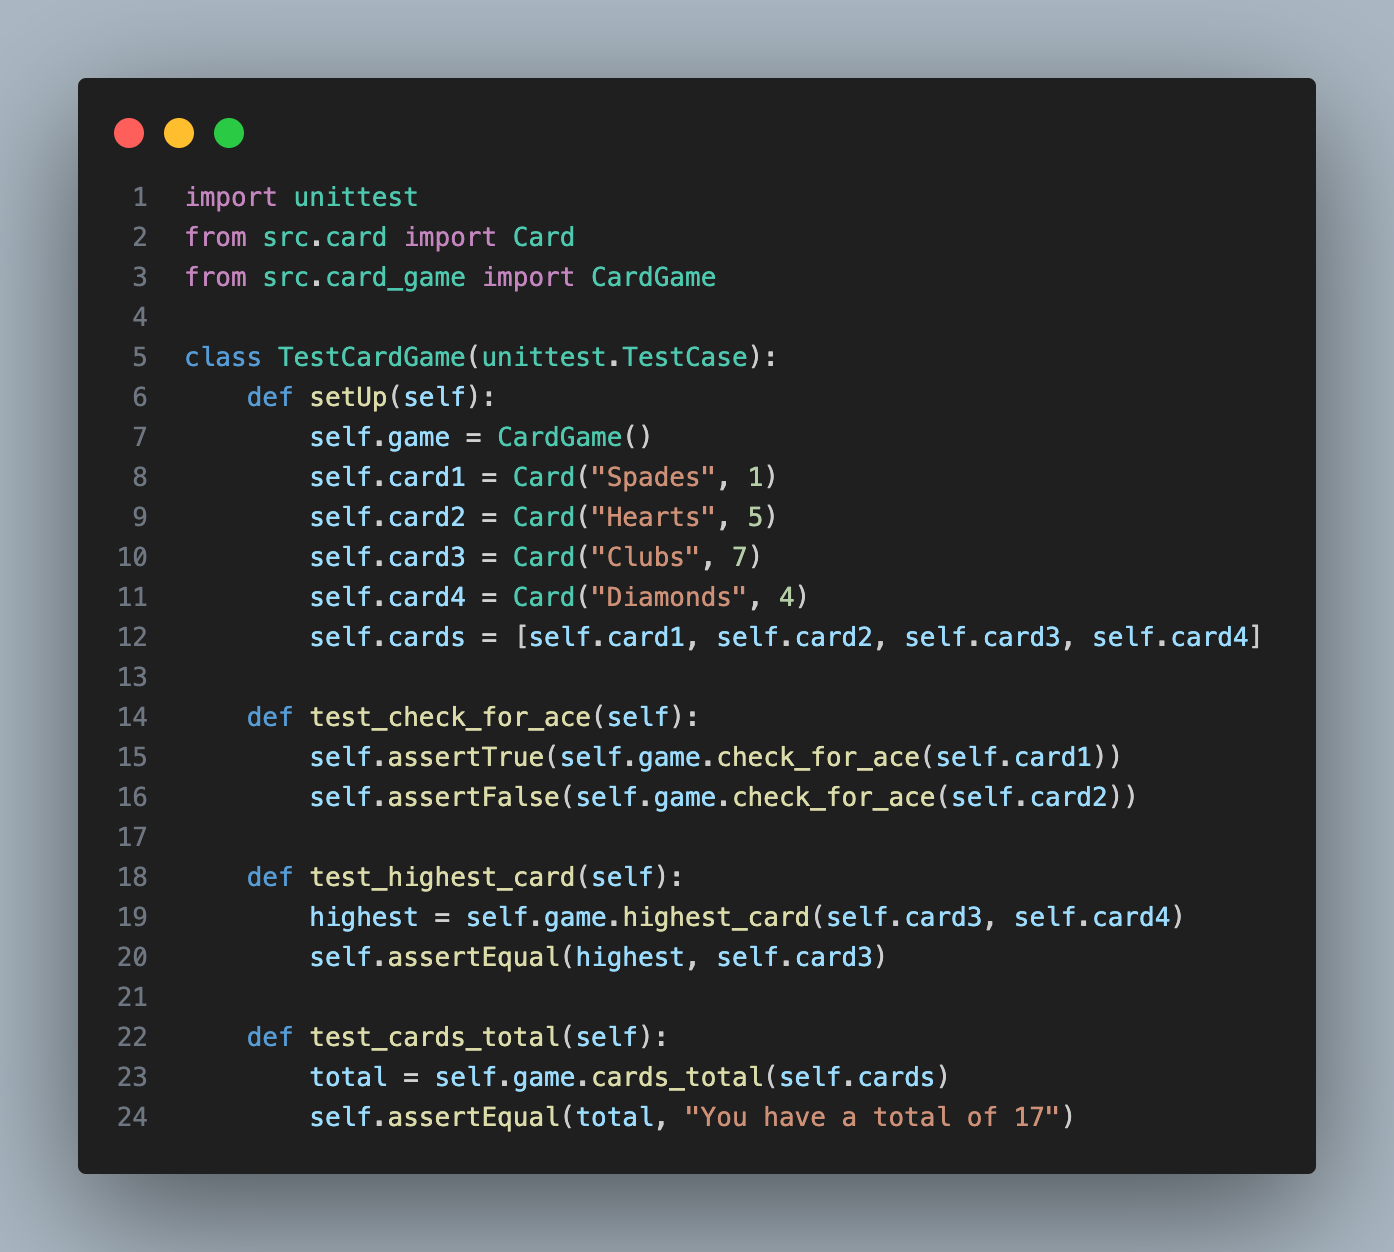 1 import unittest
2 from src.card import Card
3 from src.card_game import CardGame
4
5 class TestCardGame(unittest.TestCase):
6     def setUp(self):
7         self.game = CardGame()
8         self.card1 = Card("Spades", 1)
9         self.card2 = Card("Hearts", 5)
10         self.card3 = Card("Clubs", 7)
11         self.card4 = Card("Diamonds", 4)
12         self.cards = [self.card1, self.card2, self.card3, self.card4]
13
14     def test_check_for_ace(self):
15         self.assertTrue(self.game.check_for_ace(self.card1))
16         self.assertFalse(self.game.check_for_ace(self.card2))
17
18     def test_highest_card(self):
19         highest = self.game.highest_card(self.card3, self.card4)
20         self.assertEqual(highest, self.card3)
21
22     def test_cards_total(self):
23         total = self.game.cards_total(self.cards)
24         self.assertEqual(total, "You have a total of 17")